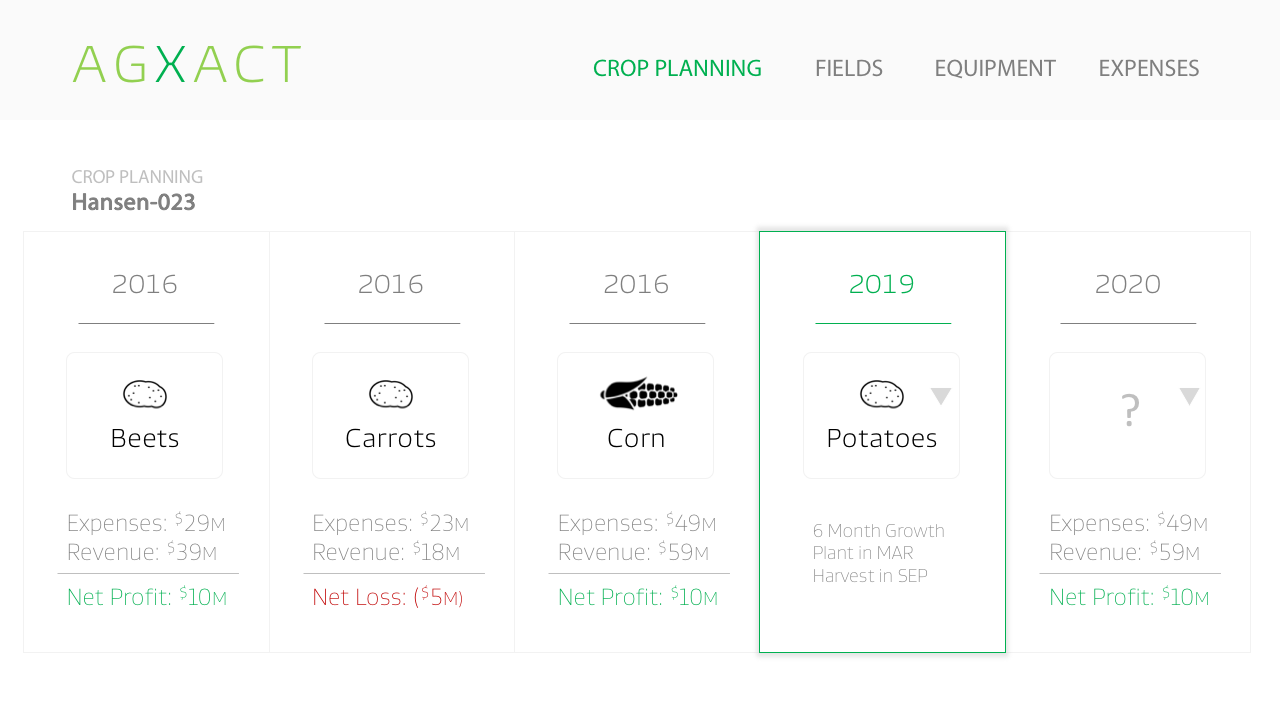 AGXACT
CROP PLANNING FIELDS EQUIPMENT EXPENSES
CROP PLANNING
Hansen-023
2016
Beets
Expenses: $29M
Revenue: $39M
Net Profit: $10M
2016
Carrots
Expenses: $23M
Revenue: $18M
Net Loss: ($5M)
2016
Corn
Expenses: $49M
Revenue: $59M
Net Profit: $10M
2019
Potatoes
6 Month Growth
Plant in MAR
Harvest in SEP
2020
?
Expenses: $49M
Revenue: $59M
Net Profit: $10M